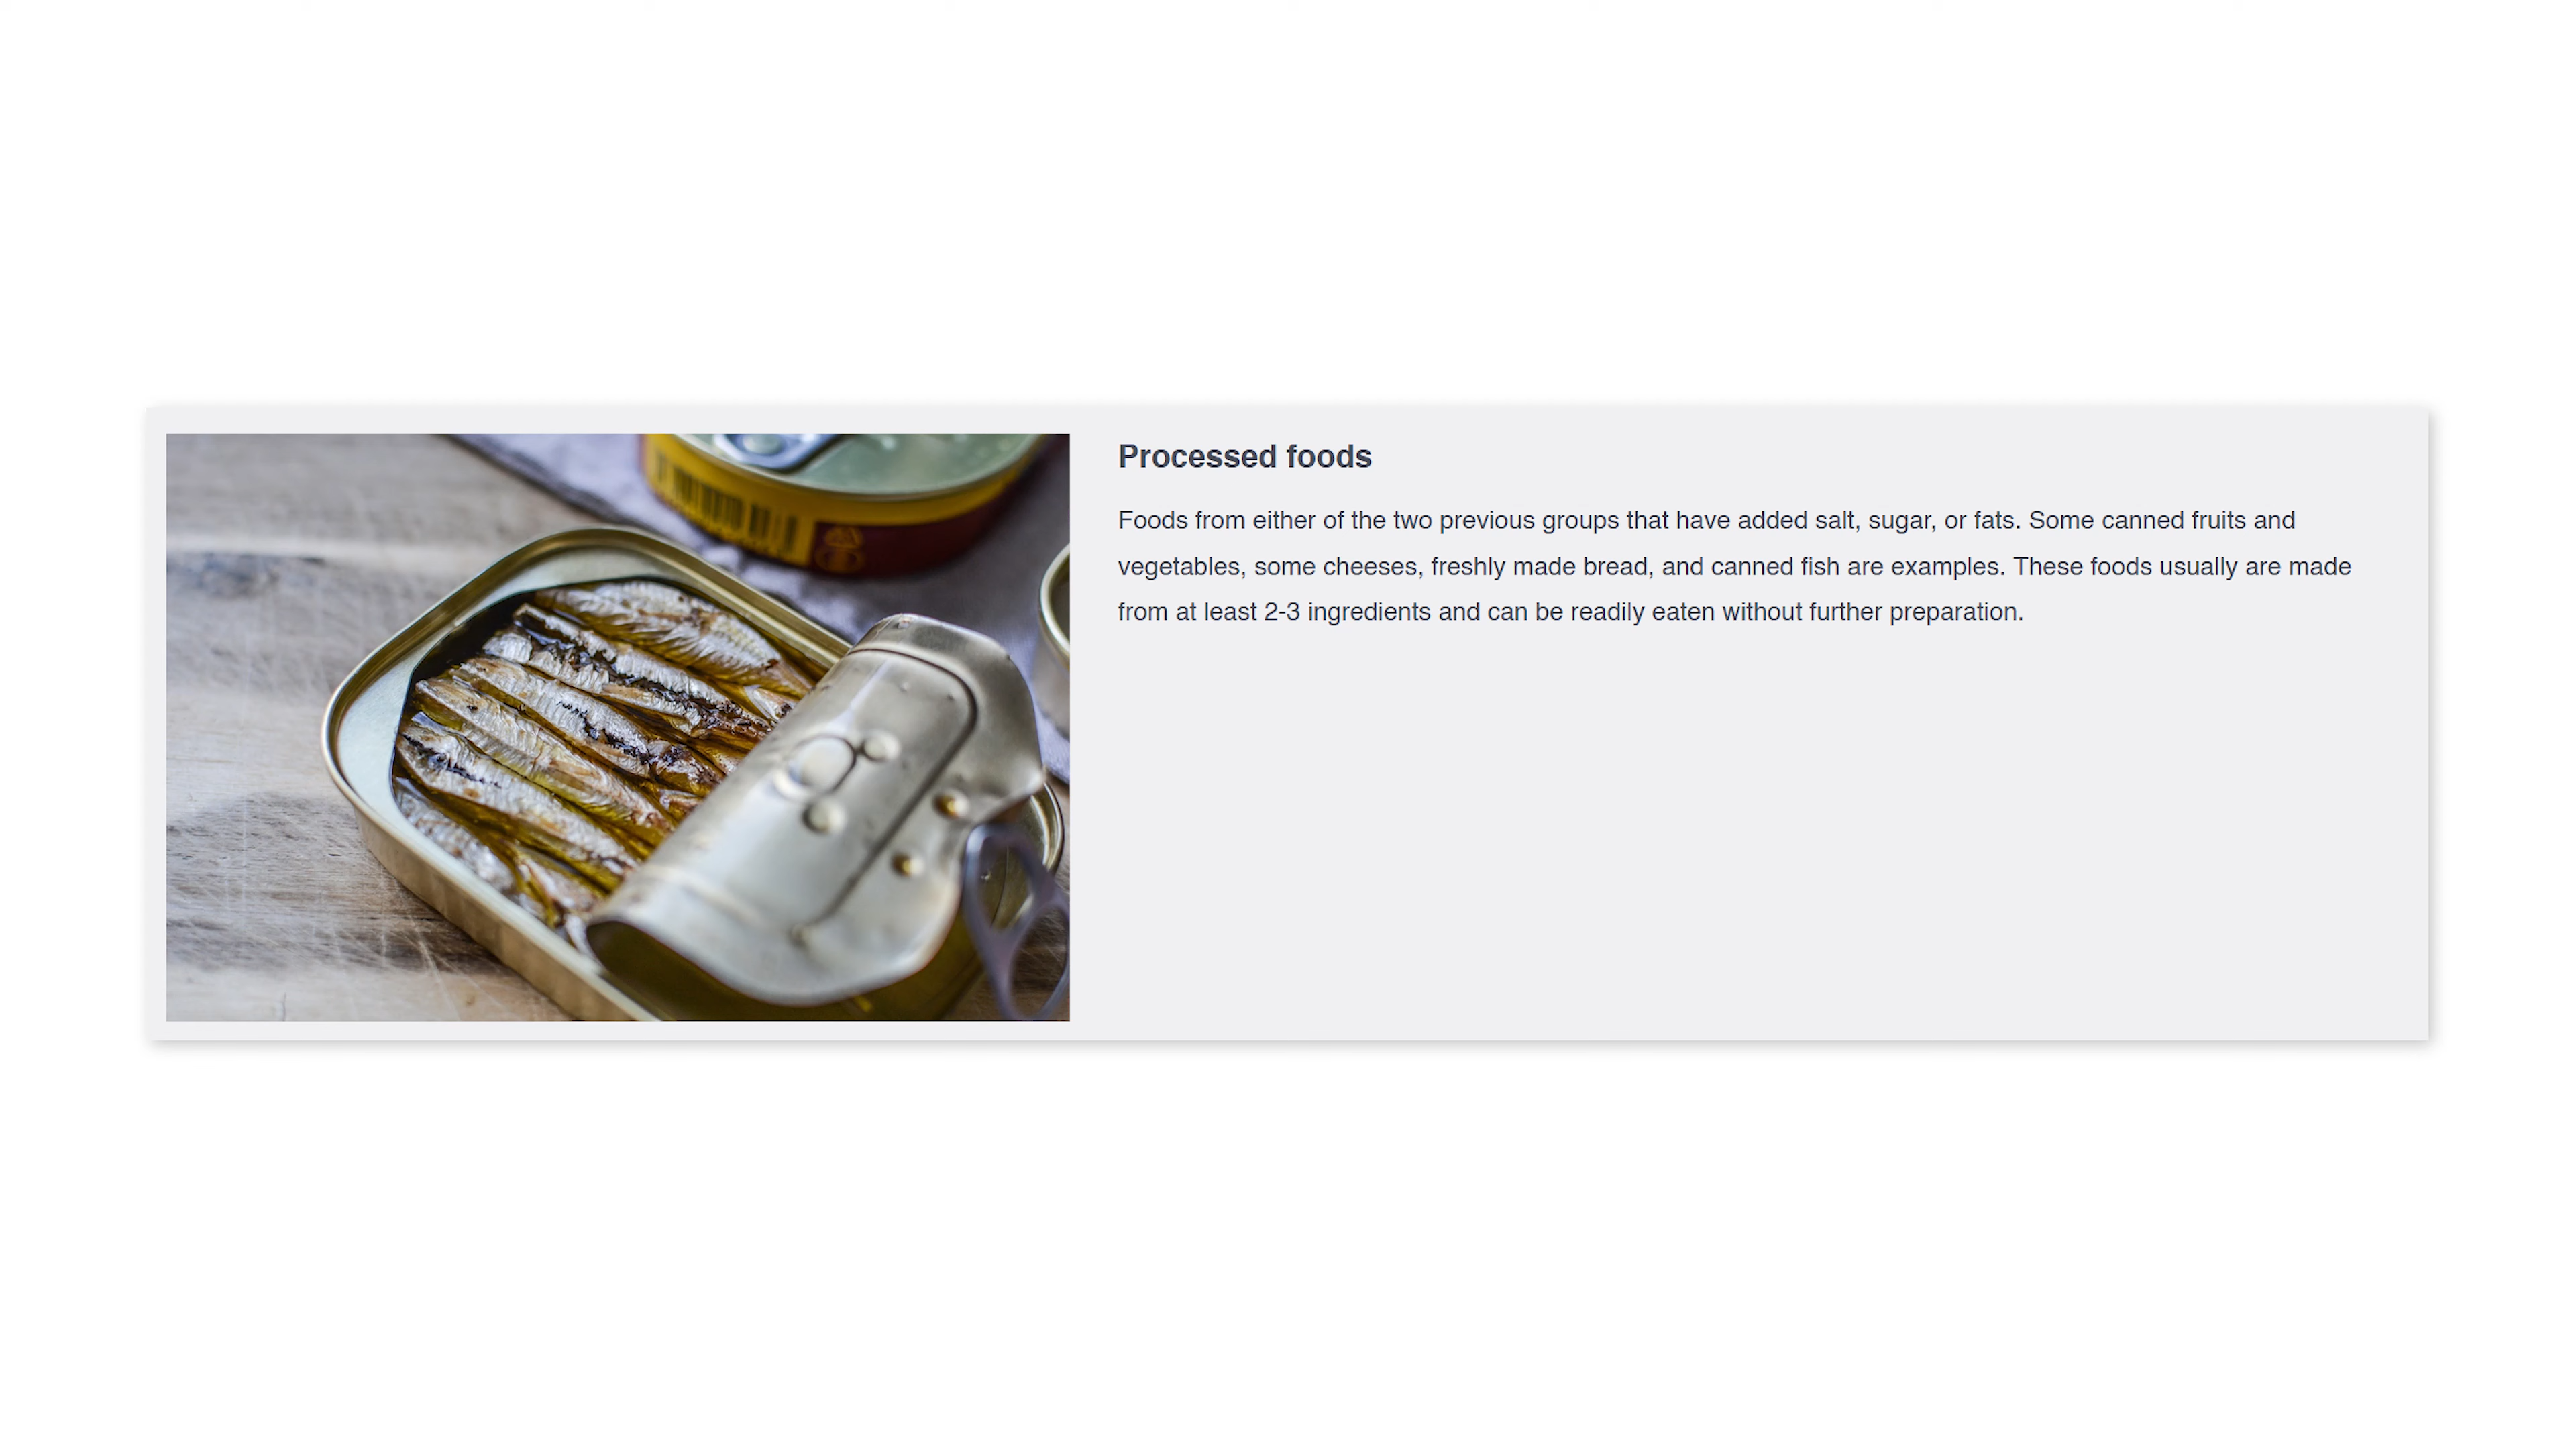 Processed foods
Foods from either of the two previous groups that have added salt, sugar, or fats. Some canned fruits and
vegetables, some cheeses, freshly made bread, and canned fish are examples. These foods usually are made
from at least 2-3 ingredients and can be readily eaten without further preparation.